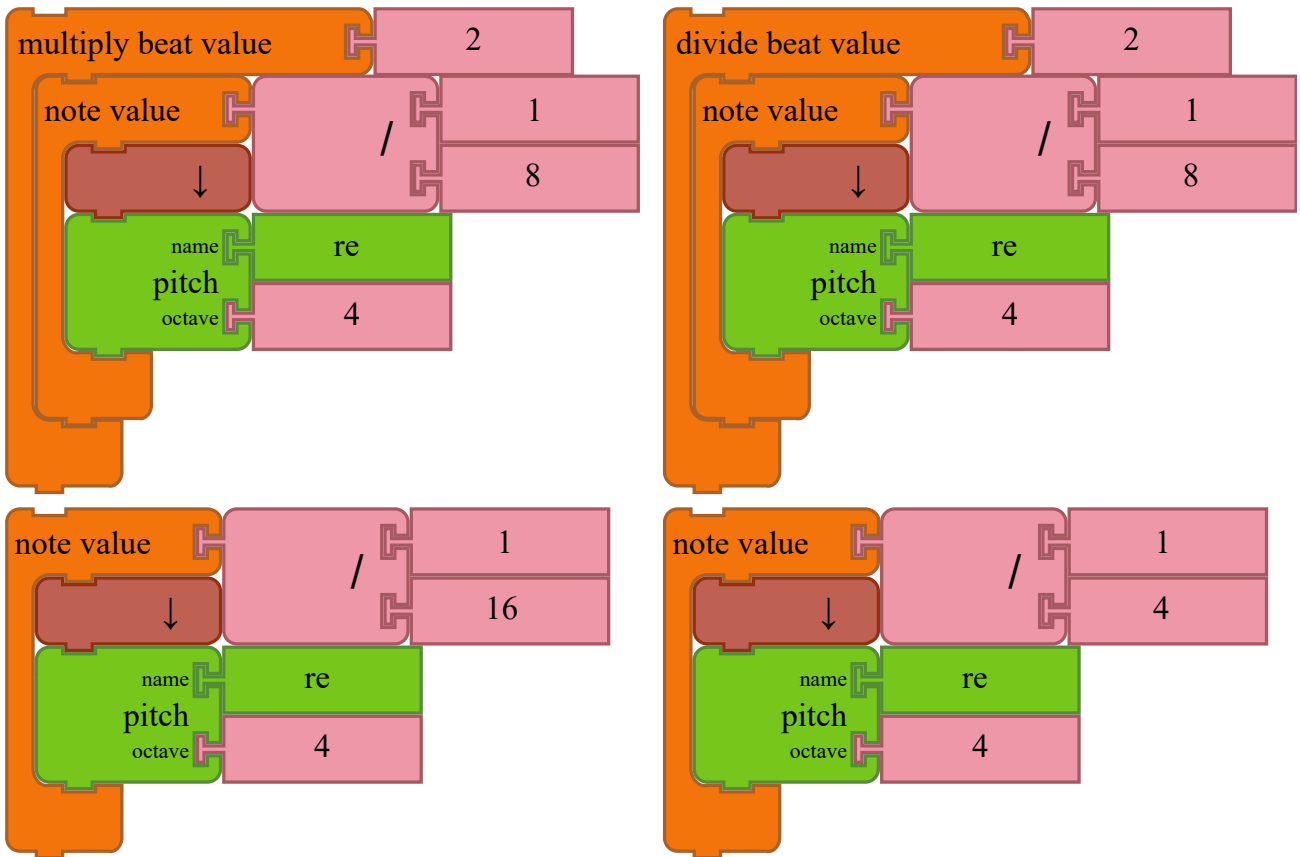 multiply beat value 2
note value / 1
8
↓
name re
pitch
octave 4
divide beat value 2
note value / 1
8
↓
name re
pitch
octave 4
note value / 1
16
↓
name re
pitch
octave 4
note value / 1
4
↓
name re
pitch
octave 4